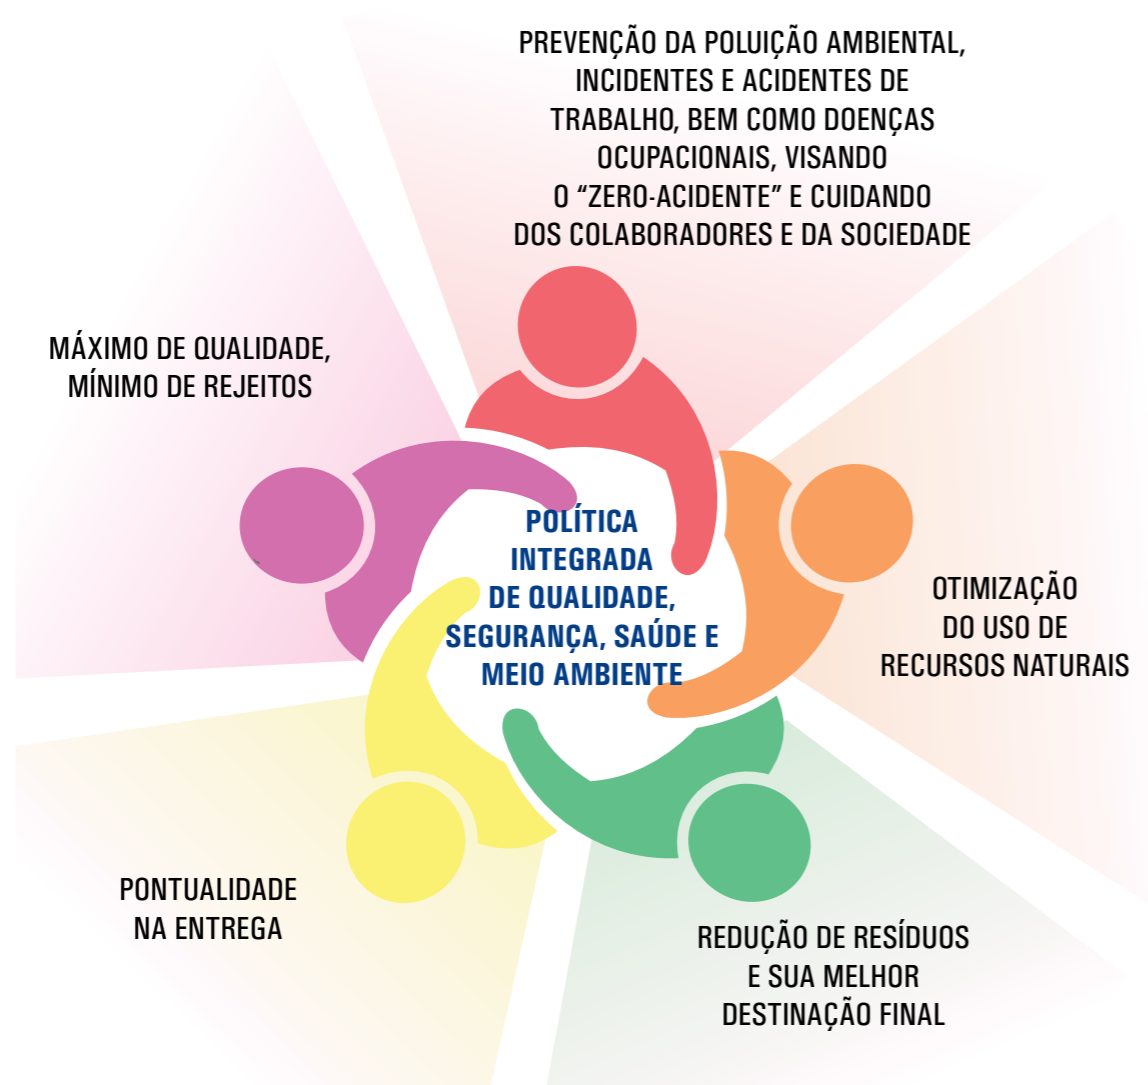 PREVENÇÃO DA POLUIÇÃO AMBIENTAL,
INCIDENTES E ACIDENTES DE
TRABALHO, BEM COMO DOENÇAS
OCUPACIONAIS, VISANDO
O “ZERO-ACIDENTE” E CUIDANDO
DOS COLABORADORES E DA SOCIEDADE
MÁXIMO DE QUALIDADE,
MÍNIMO DE REJEITOS
POLÍTICA
INTEGRADA
DE QUALIDADE,
SEGURANÇA, SAÚDE E
MEIO AMBIENTE
OTIMIZAÇÃO
DO USO DE
RECURSOS NATURAIS
PONTUALIDADE
NA ENTREGA
REDUÇÃO DE RESÍDUOS
E SUA MELHOR
DESTINAÇÃO FINAL